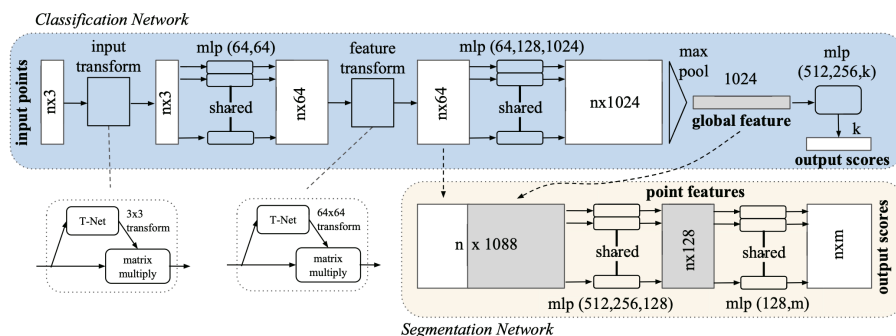 Classification Network
input points
nx3
input
transform
nx3
mlp (64,64)
shared
nx64
feature
transform
nx64
mlp (64,128,1024)
shared
nx1024
max
pool
1024
global feature
mlp
(512,256,k)
k
output scores
T-Net
3x3
transform
matrix
multiply
T-Net
64x64
transform
matrix
multiply
point features
n x 1088
shared
mlp (512,256,128)
nx128
shared
mlp (128,m)
nxm
output scores
Segmentation Network